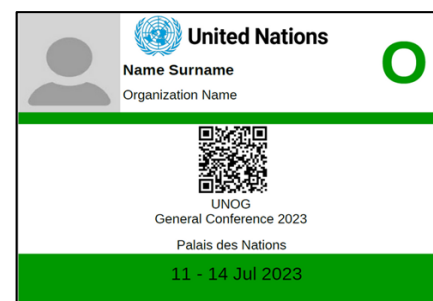 United Nations
Name Surname
O
Organization Name
UNOG
General Conference 2023
Palais des Nations
11 - 14 Jul 2023